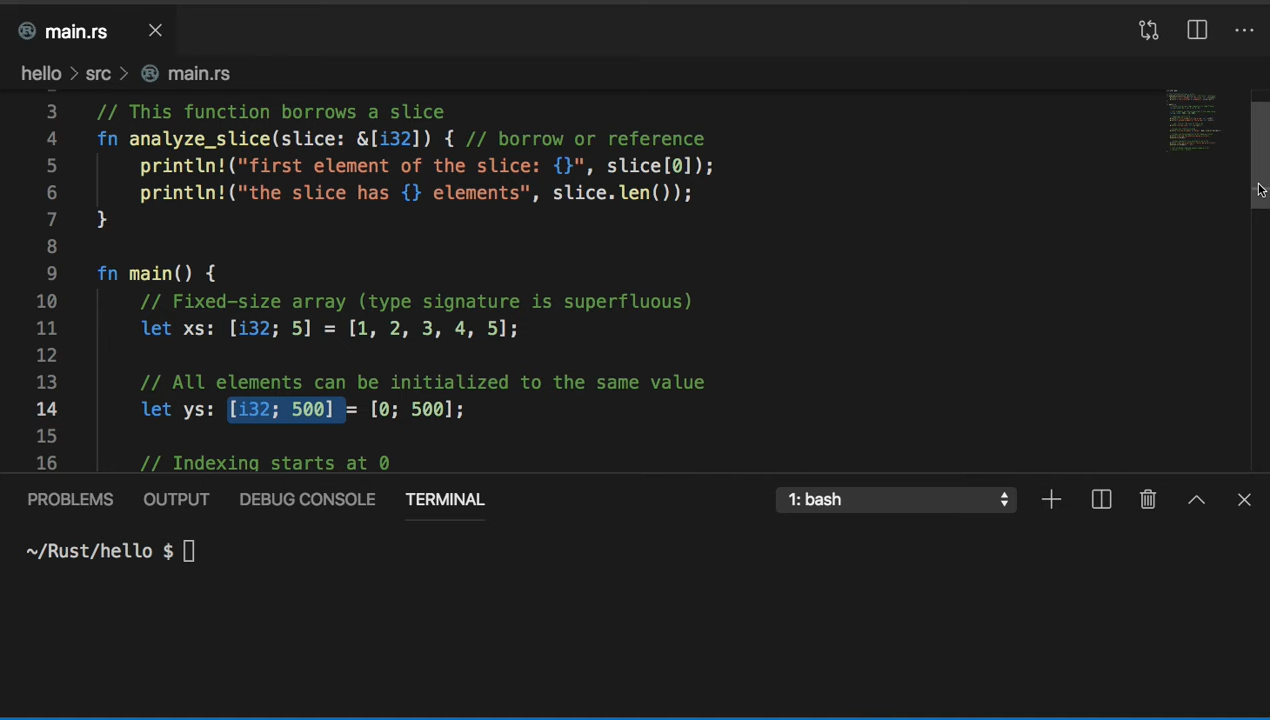 main.rs
hello > src > main.rs
3 // This function borrows a slice
4 fn analyze_slice(slice: &[i32]) { // borrow or reference
5 println!("first element of the slice: {}", slice[0]);
6 println!("the slice has {} elements", slice.len());
7 }
8
9 fn main() {
10 // Fixed-size array (type signature is superfluous)
11 let xs: [i32; 5] = [1, 2, 3, 4, 5];
12
13 // All elements can be initialized to the same value
14 let ys: [i32; 500] = [0; 500];
15
16 // Indexing starts at 0
PROBLEMS OUTPUT DEBUG CONSOLE TERMINAL 1: bash
~/Rust/hello $